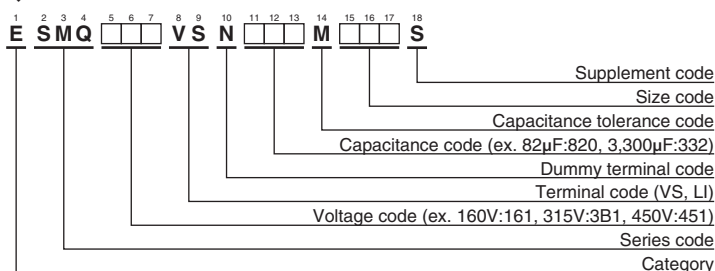 1 2 3 4 5 6 7 8 9 10 11 12 13 14 15 16 17 18
E SMQ □□□ VS N □□□ M □□□ S
Supplement code
Size code
Capacitance tolerance code
Capacitance code (ex. 82µF:820, 3,300µF:332)
Dummy terminal code
Terminal code (VS, LI)
Voltage code (ex. 160V:161, 315V:3B1, 450V:451)
Series code
Category